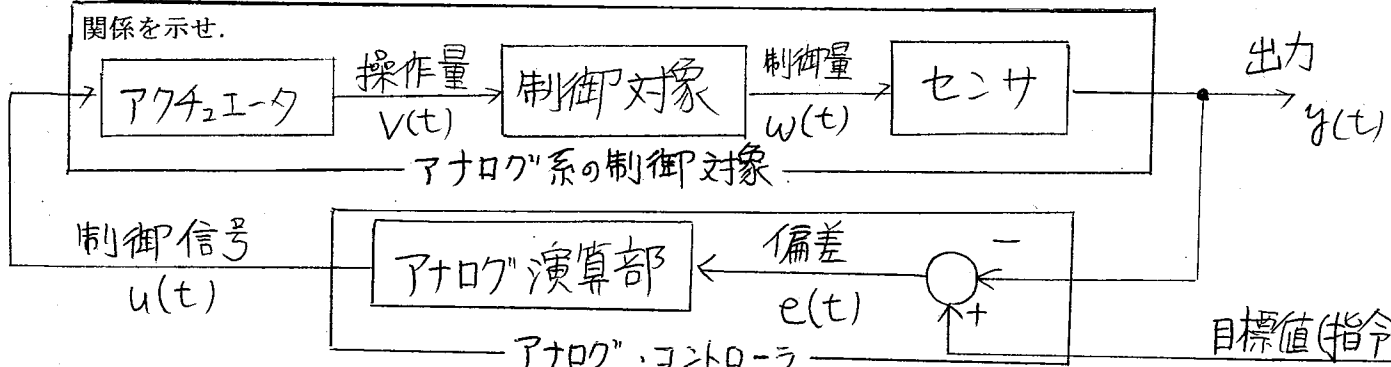 関係を示せ.
アクチュエータ
操作量
v(t)
制御対象
制御量
w(t)
センサ
出力
y(t)
アナログ系の制御対象
制御信号
u(t)
アナログ演算部
偏差
e(t)
−
+
目標値(指令
アナログ・コントローラ